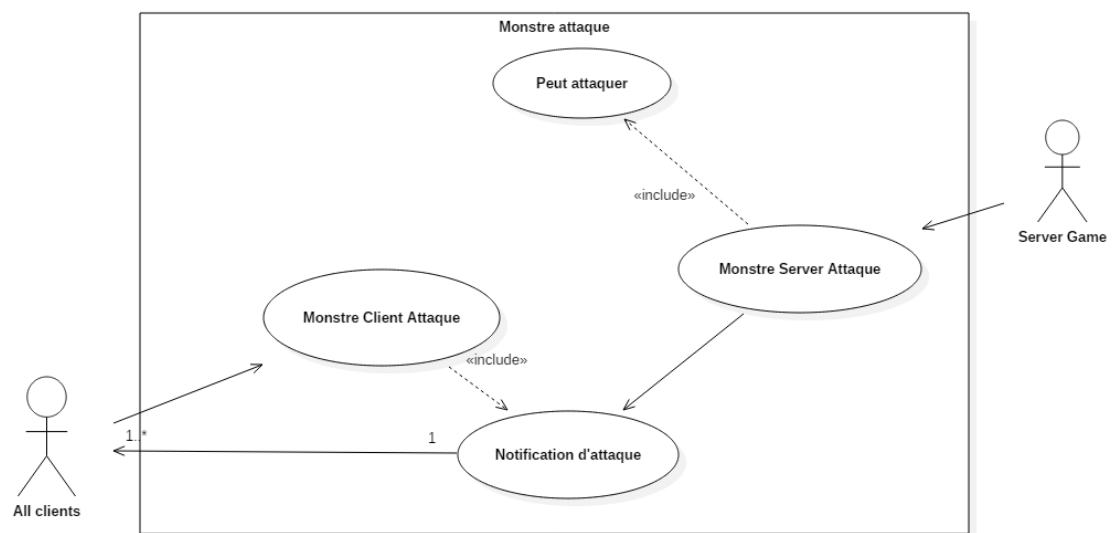 Monstre attaque
Peut attaquer
«include»
Server Game
Monstre Server Attaque
Monstre Client Attaque
«include»
1..*
1
Notification d'attaque
All clients